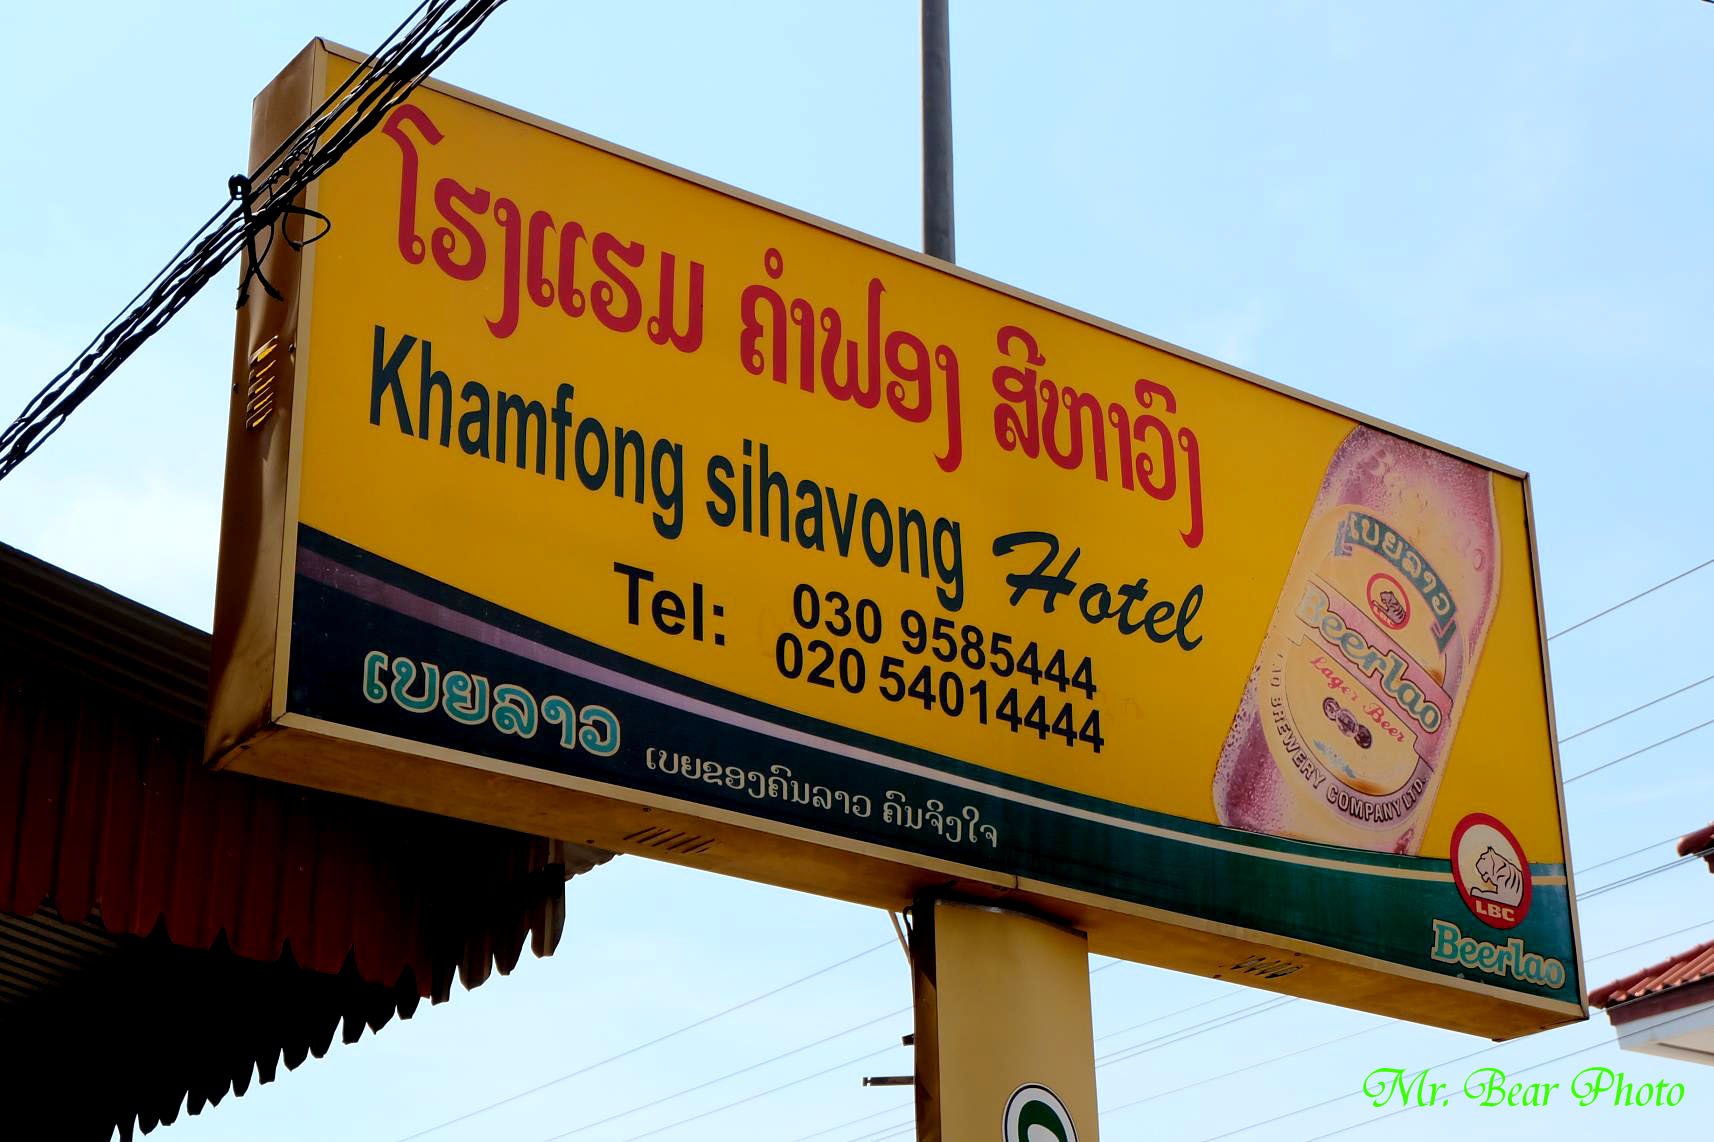 ໂຮງແຮມ ຄຳຟອງ ສີຫາວົງ
Khamfong sihavong Hotel
Tel: 030 9585444
020 54014444
ເບຍລາວ
ເບຍຂອງຄົນລາວ ຄົນຈິງໃຈ
ເບຍລາວ
Beerlao
Lager Beer
LAO BREWERY COMPANY LTD.
LBC
Beerlao
Mr. Bear Photo